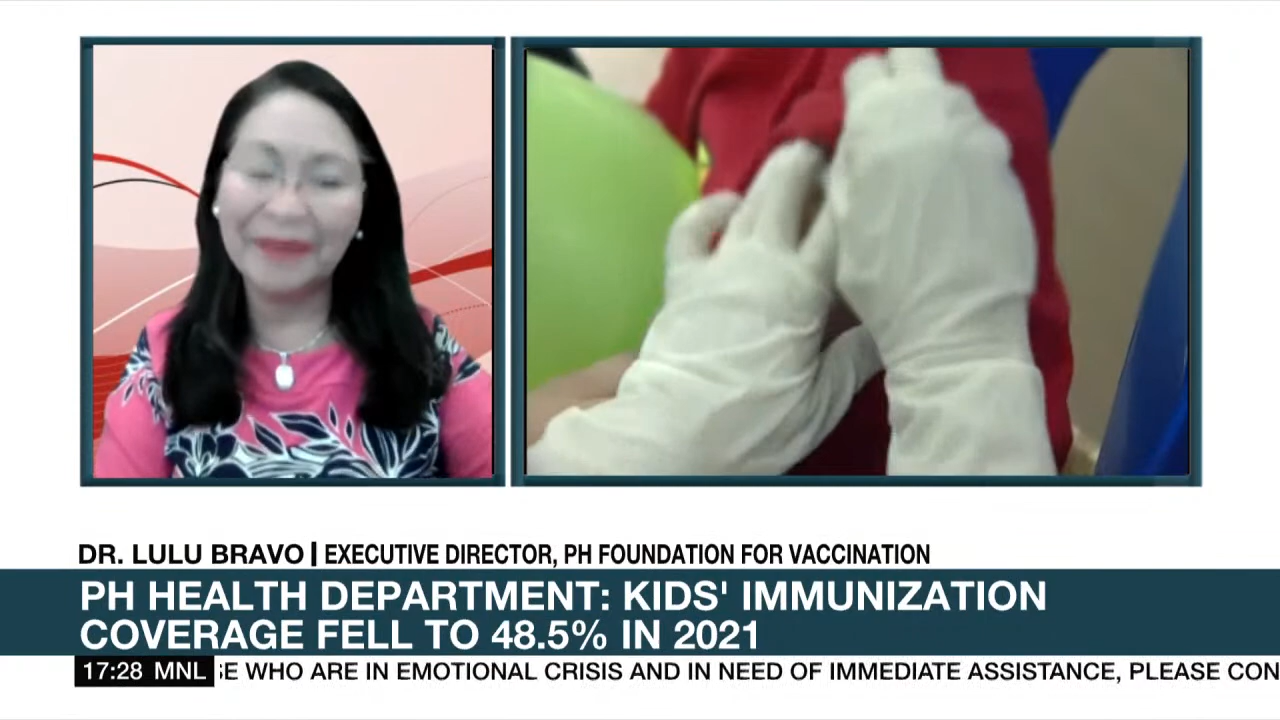 DR. LULU BRAVO | EXECUTIVE DIRECTOR, PH FOUNDATION FOR VACCINATION
PH HEALTH DEPARTMENT: KIDS' IMMUNIZATION
COVERAGE FELL TO 48.5% IN 2021
17:28 MNL WHO ARE IN EMOTIONAL CRISIS AND IN NEED OF IMMEDIATE ASSISTANCE, PLEASE